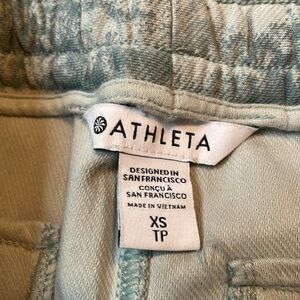 ATHLETA
DESIGNED IN
SAN FRANCISCO
CONÇU À
SAN FRANCISCO
MADE IN VIETNAM
XS
TP